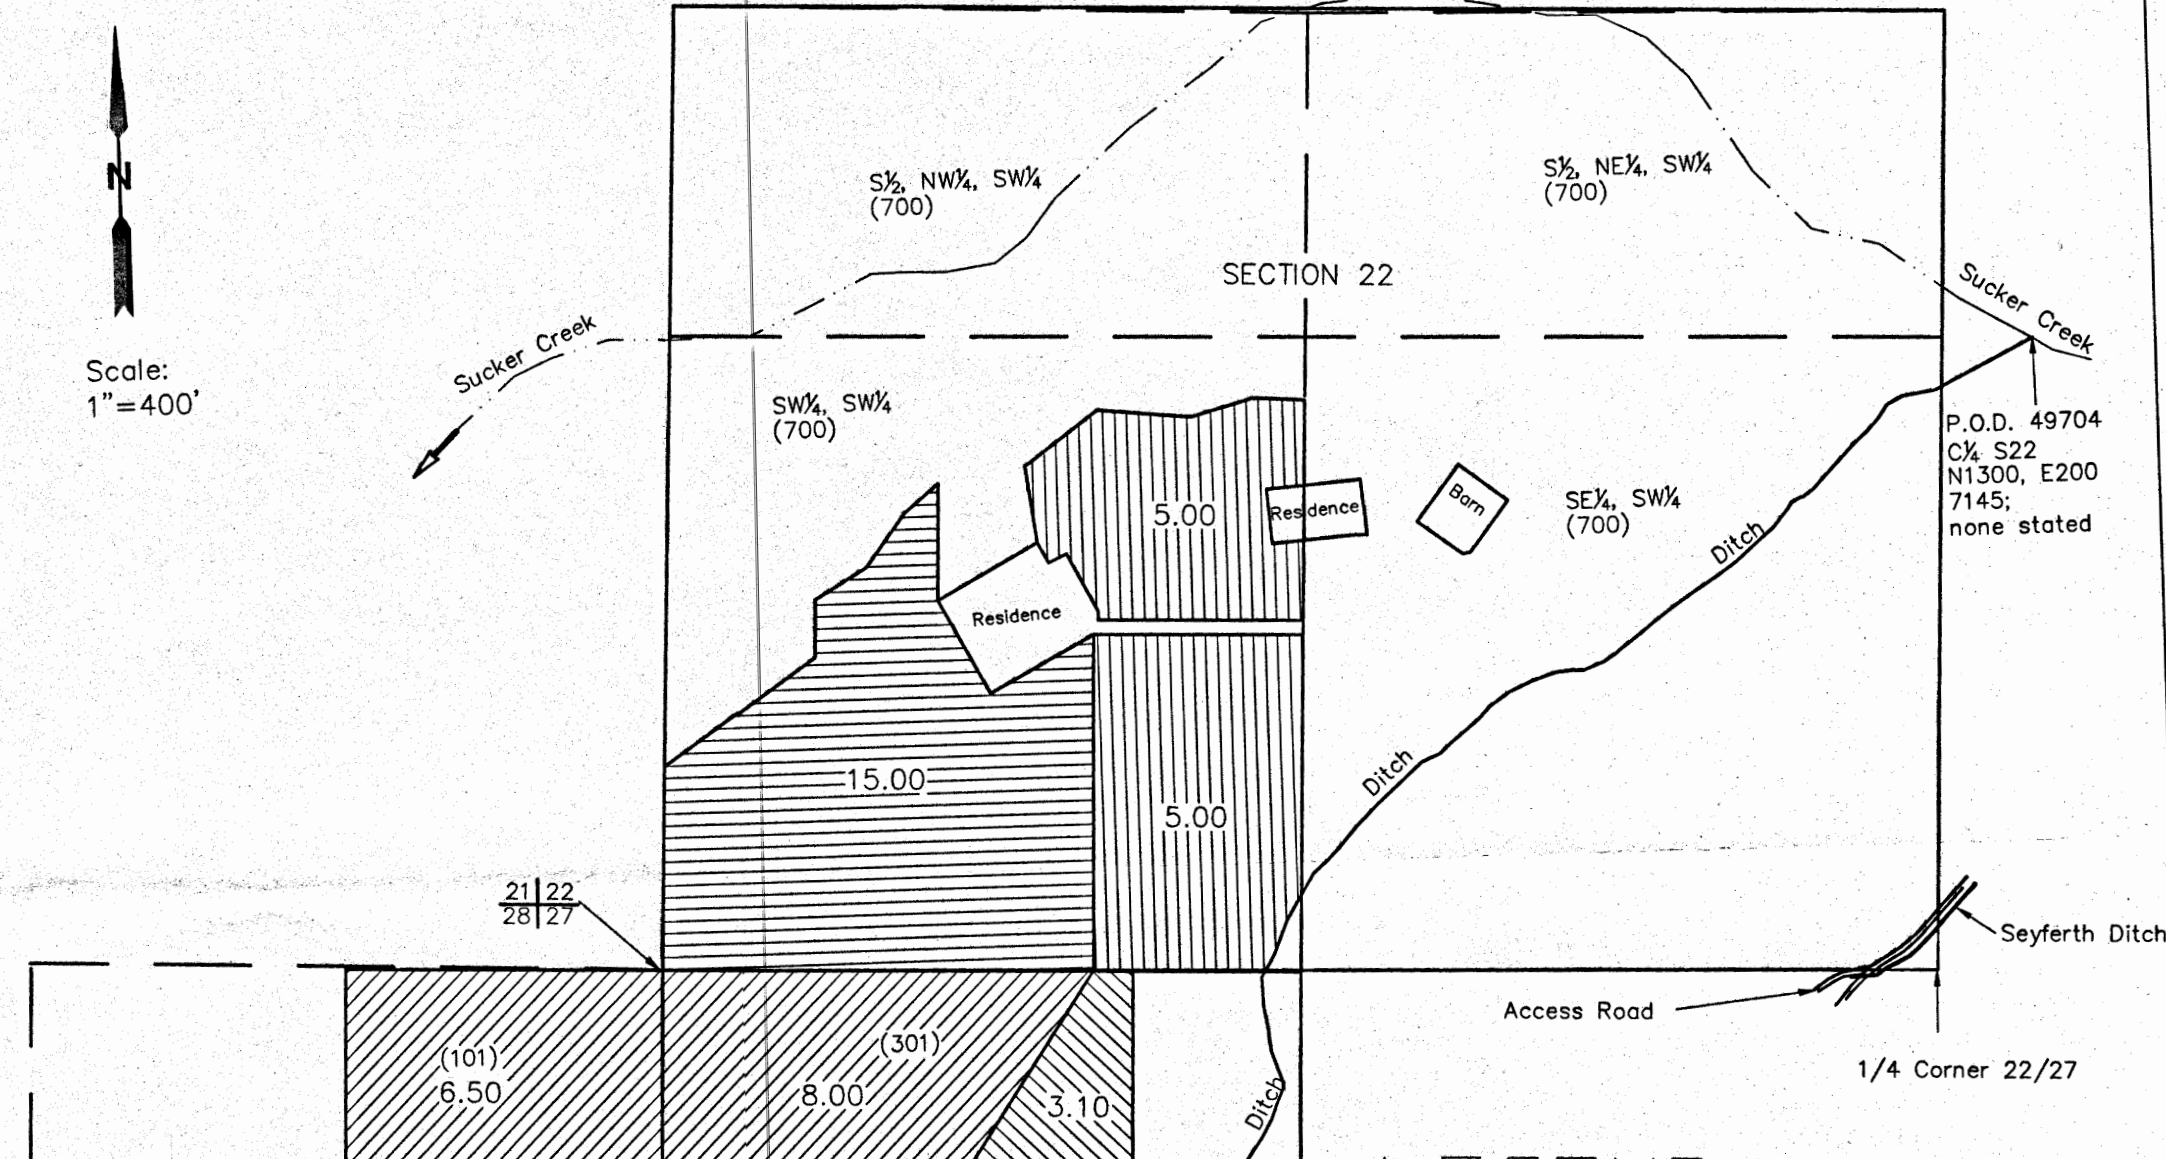 N
Scale:
1"=400'
S½, NW¼, SW¼
(700)
S½, NE¼, SW¼
(700)
SECTION 22
Sucker Creek
Sucker Creek
SW¼, SW¼
(700)
P.O.D. 49704
C¼ S22
N1300, E200
7145;
none stated
5.00
Residence
Barn
SE¼, SW¼
(700)
Ditch
Residence
15.00
5.00
Ditch
21 22
28 27
Seyferth Ditch
Access Road
1/4 Corner 22/27
(101)
6.50
(301)
8.00
3.10
Ditch